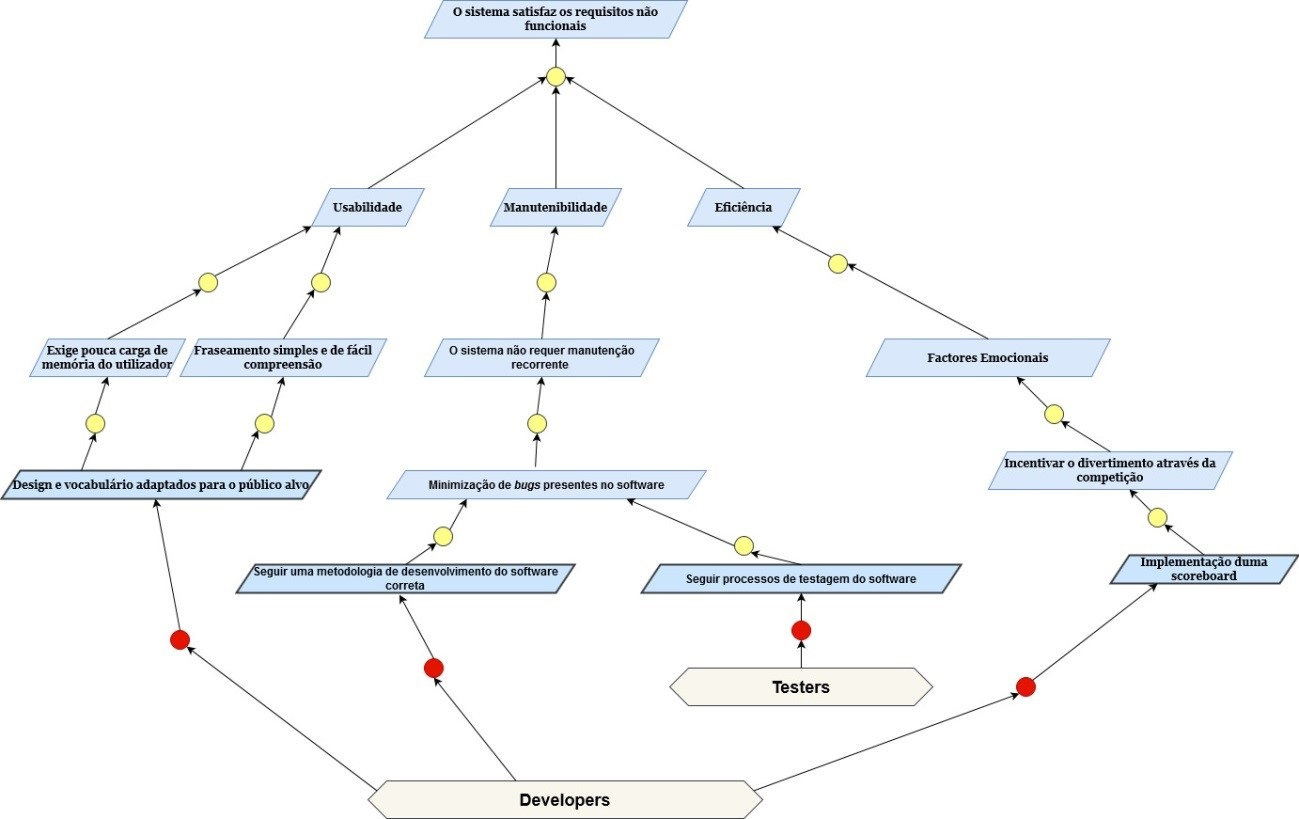 O sistema satisfaz os requisitos não
funcionais
Usabilidade
Manutenibilidade
Eficiência
Exige pouca carga de
memória do utilizador
Fraseamento simples e de fácil
compreensão
O sistema não requer manutenção
recorrente
Factores Emocionais
Design e vocabulário adaptados para o público alvo
Minimização de bugs presentes no software
Incentivar o divertimento através da
competição
Seguir uma metodologia de desenvolvimento do software
correta
Seguir processos de testagem do software
Implementação duma
scoreboard
Testers
Developers